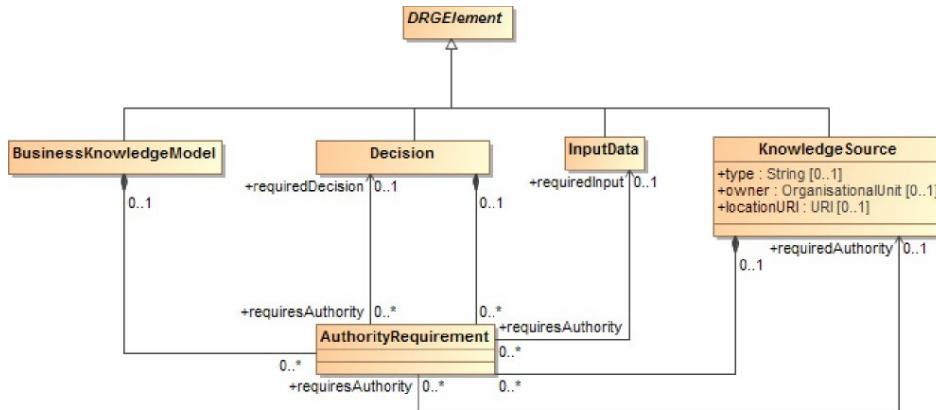 DRGElement
BusinessKnowledgeModel
Decision
InputData
KnowledgeSource
+type : String [0..1]
+owner : OrganisationalUnit [0..1]
+locationURI : URI [0..1]
+requiredDecision
0..1
0..1
0..1
+requiredInput
0..1
+requiredAuthority
0..1
0..1
+requiresAuthority
0..*
0..*
+requiresAuthority
AuthorityRequirement
0..*
0..*
+requiresAuthority
0..*
0..*